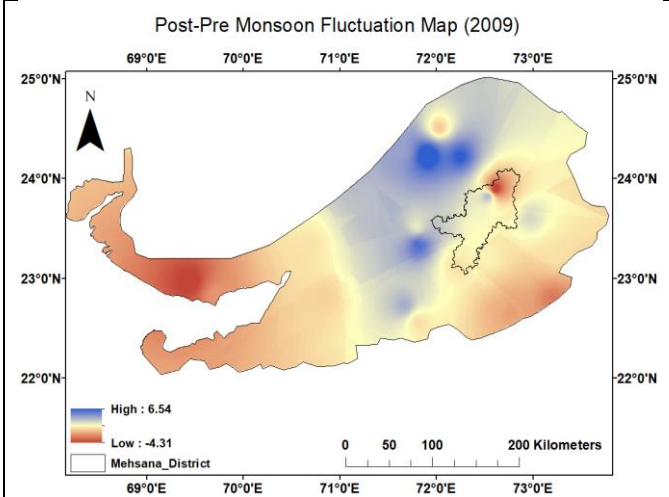 Post-Pre Monsoon Fluctuation Map (2009)
69°0'E 70°0'E 71°0'E 72°0'E 73°0'E
25°0'N 25°0'N
N
24°0'N 24°0'N
23°0'N 23°0'N
22°0'N 22°0'N
High : 6.54
Low : -4.31
Mehsana_District
0 50 100 200 Kilometers
69°0'E 70°0'E 71°0'E 72°0'E 73°0'E